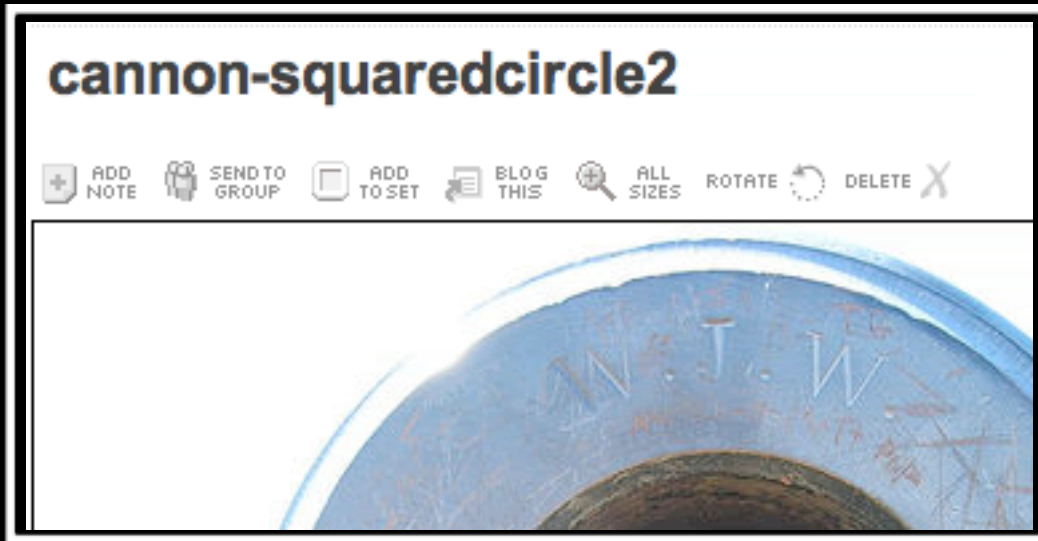 cannon-squaredcircle2
ADD NOTE SEND TO GROUP ADD TO SET BLOG THIS ALL SIZES ROTATE DELETE
W. J. W